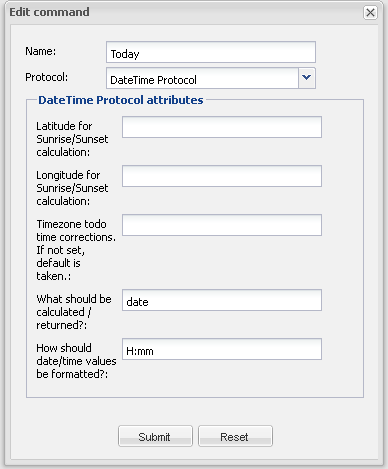 Edit command
Name:
Today
Protocol:
DateTime Protocol
DateTime Protocol attributes
Latitude for
Sunrise/Sunset
calculation:
Longitude for
Sunrise/Sunset
calculation:
Timezone todo
time corrections.
If not set,
default is
taken.:
What should be
calculated /
returned?:
date
How should
date/time values
be formatted?:
H:mm
Submit
Reset